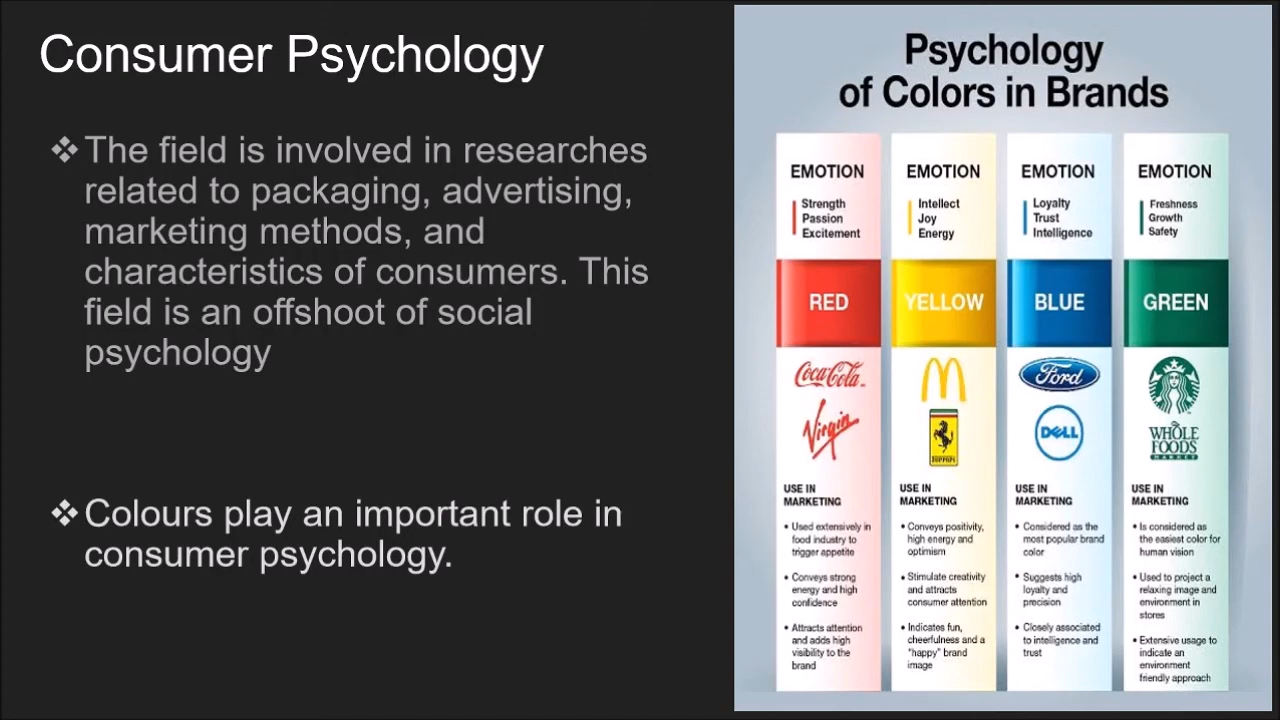 Consumer Psychology
❖The field is involved in researches
related to packaging, advertising,
marketing methods, and
characteristics of consumers. This
field is an offshoot of social
psychology
❖Colours play an important role in
consumer psychology.
Psychology
of Colors in Brands
EMOTION
Strength
Passion
Excitement
RED
Coca-Cola
Virgin
USE IN
MARKETING
• Used extensively in
food industry to
trigger appetite
• Conveys strong
energy and high
confidence
• Attracts attention
and adds high
visibility to the
brand
EMOTION
Intellect
Joy
Energy
YELLOW
Ferrari
USE IN
MARKETING
• Conveys positivity,
high energy and
optimism
• Stimulate creativity
and attracts
consumer attention
• Indicates fun,
cheerfulness and a
"happy" brand
image
EMOTION
Loyalty
Trust
Intelligence
BLUE
Ford
DELL
USE IN
MARKETING
• Considered as the
most popular brand
color
• Suggests high
loyalty and
precision
• Closely associated
to intelligence and
trust
EMOTION
Freshness
Growth
Safety
GREEN
WHOLE
FOODS
MARKET
USE IN
MARKETING
• Is considered as
the easiest color for
human vision
• Used to project a
relaxing image and
environment in
stores
• Extensive usage to
indicate an
environment
friendly approach